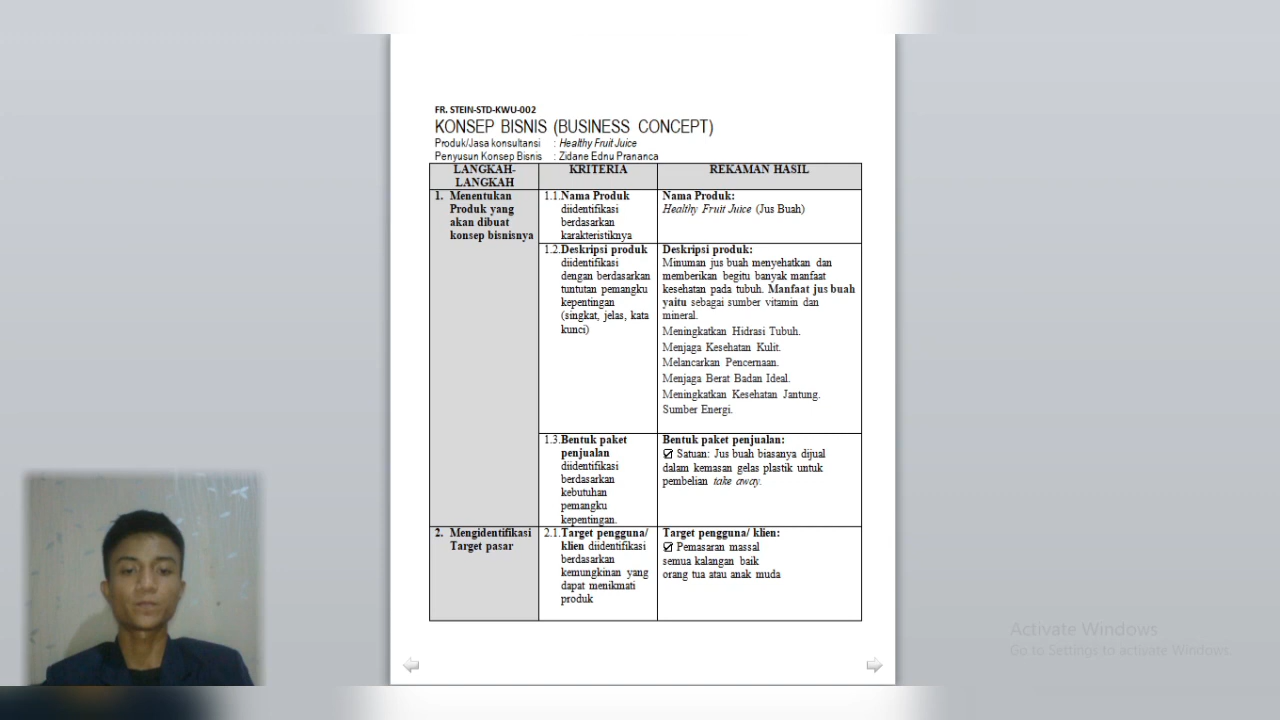 FR. STEIN-STD-KWU-002
KONSEP BISNIS (BUSINESS CONCEPT)
Produk/Jasa konsultansi : Healthy Fruit Juice
Penyusun Konsep Bisnis : Zidane Ednu Prananca
LANGKAH-
LANGKAH
KRITERIA
REKAMAN HASIL
1. Menentukan
Produk yang
akan dibuat
konsep bisnisnya
1.1.Nama Produk
diidentifikasi
berdasarkan
karakteristiknya
Nama Produk:
Healthy Fruit Juice (Jus Buah)
1.2.Deskripsi produk
diidentifikasi
dengan berdasarkan
tuntutan pemangku
kepentingan
(singkat, jelas, kata
kunci)
Deskripsi produk:
Minuman jus buah menyehatkan dan
memberikan begitu banyak manfaat
kesehatan pada tubuh. Manfaat jus buah
yaitu sebagai sumber vitamin dan
mineral.
Meningkatkan Hidrasi Tubuh.
Menjaga Kesehatan Kulit.
Melancarkan Pencernaan.
Menjaga Berat Badan Ideal.
Meningkatkan Kesehatan Jantung.
Sumber Energi.
1.3.Bentuk paket
penjualan
diidentifikasi
berdasarkan
kebutuhan
pemangku
kepentingan.
Bentuk paket penjualan:
☑ Satuan: Jus buah biasanya dijual
dalam kemasan gelas plastik untuk
pembelian take away.
2. Mengidentifikasi
Target pasar
2.1.Target pengguna/
klien diidentifikasi
berdasarkan
kemungkinan yang
dapat menikmati
produk
Target pengguna/ klien:
☑ Pemasaran massal
semua kalangan baik
orang tua atau anak muda
Activate Windows
Go to Settings to activate Windows.